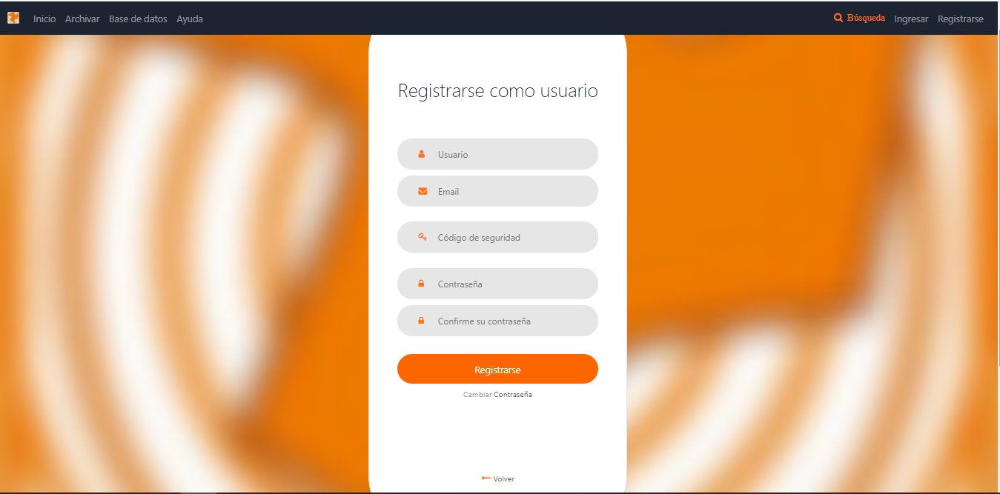 Inicio Archivar Base de datos Ayuda Búsqueda Ingresar Registrarse
Registrarse como usuario
Usuario
Email
Código de seguridad
Contraseña
Confirme su contraseña
Registrarse
Cambiar Contraseña
Volver